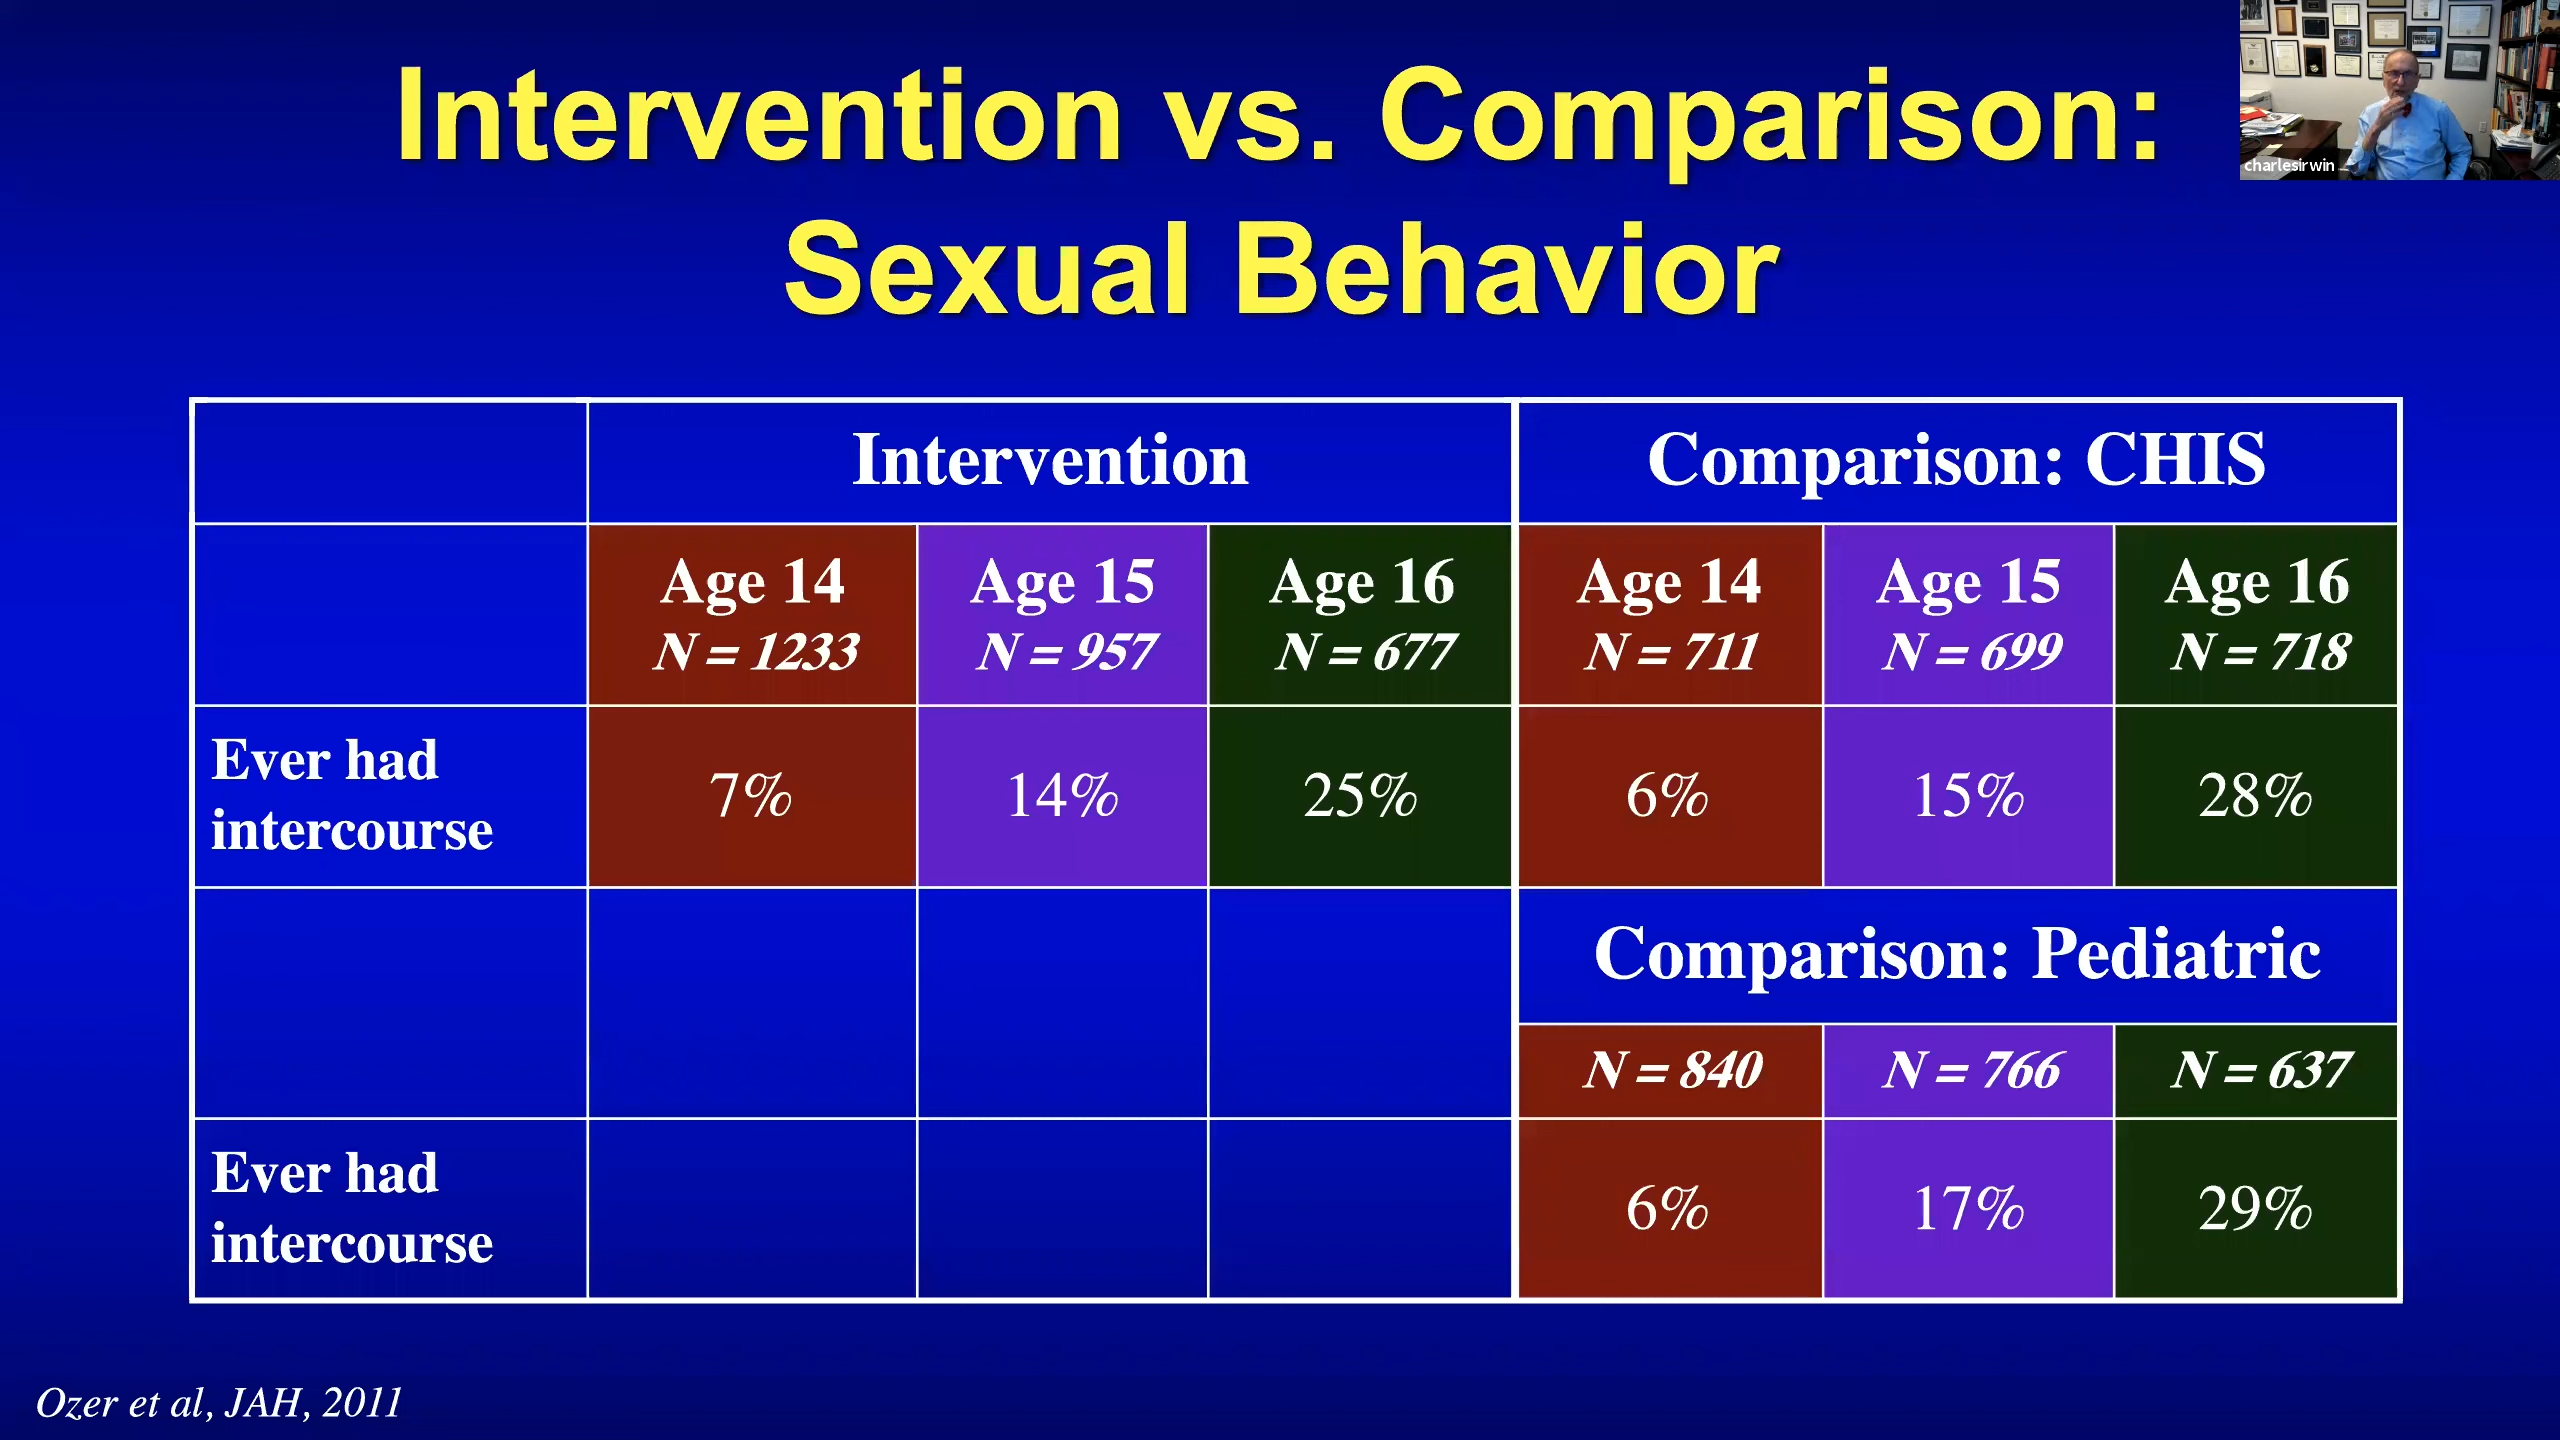 Intervention vs. Comparison:
Sexual Behavior
charlesirwin
Intervention
Comparison: CHIS
Age 14
N = 1233
Age 15
N = 957
Age 16
N = 677
Age 14
N = 711
Age 15
N = 699
Age 16
N = 718
Ever had
intercourse
7%
14%
25%
6%
15%
28%
Comparison: Pediatric
N = 840
N = 766
N = 637
Ever had
intercourse
6%
17%
29%
Ozer et al, JAH, 2011